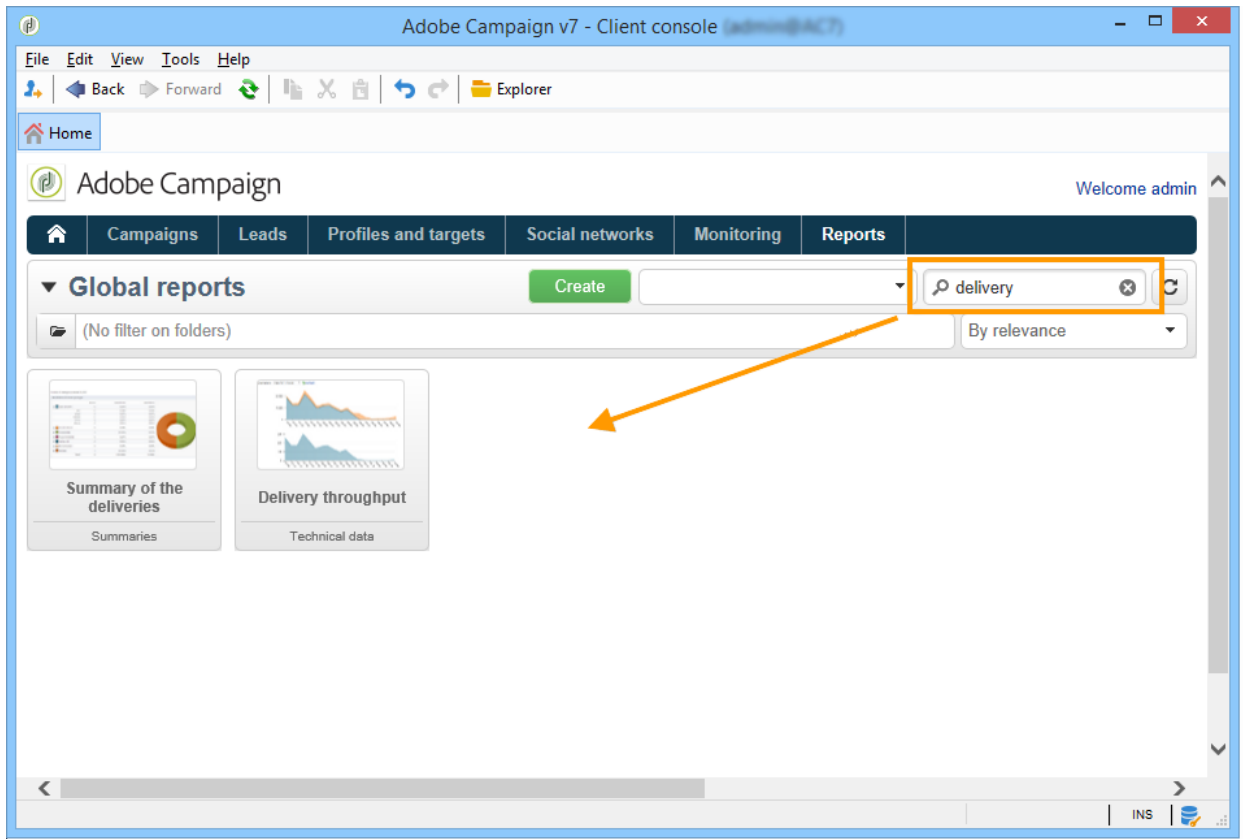 Adobe Campaign v7 - Client console
File Edit View Tools Help
Back Forward Explorer
Home
Adobe Campaign
Welcome admin
Campaigns Leads Profiles and targets Social networks Monitoring Reports
Global reports Create delivery
(No filter on folders) By relevance
Summary of the
deliveries
Summaries
Delivery throughput
Technical data
INS